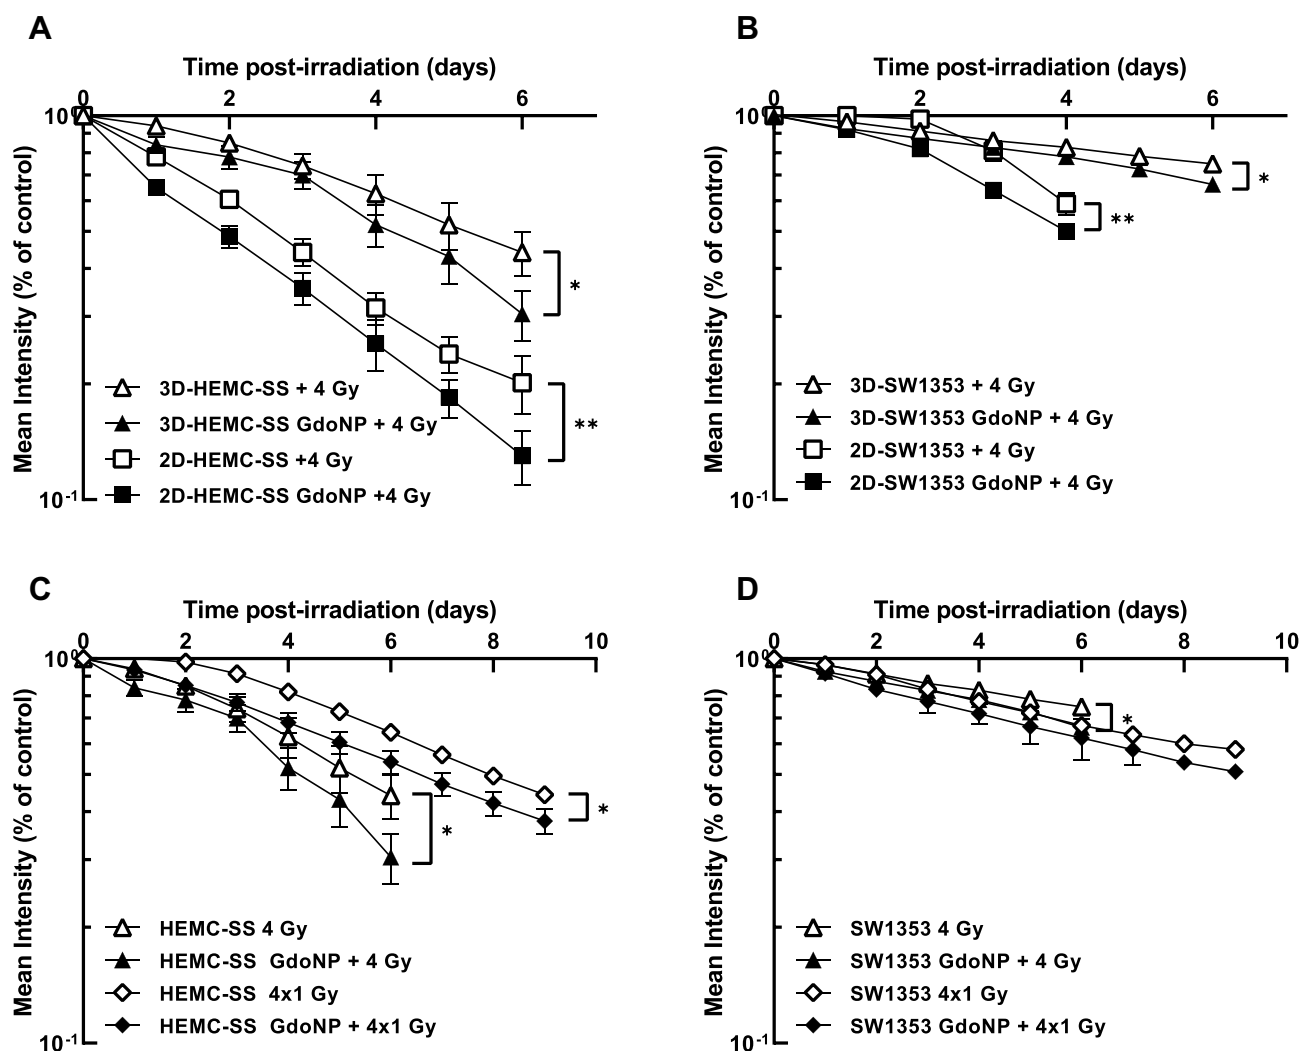 A
Time post-irradiation (days)
0 2 4 6
10⁰
Mean Intensity (% of control)
*
**
3D-HEMC-SS + 4 Gy
3D-HEMC-SS GdoNP + 4 Gy
2D-HEMC-SS +4 Gy
2D-HEMC-SS GdoNP +4 Gy
10⁻¹
B
Time post-irradiation (days)
0 2 4 6
10⁰
Mean Intensity (% of control)
*
**
3D-SW1353 + 4 Gy
3D-SW1353 GdoNP + 4 Gy
2D-SW1353 + 4 Gy
2D-SW1353 GdoNP + 4 Gy
10⁻¹
C
Time post-irradiation (days)
0 2 4 6 8 10
10⁰
Mean Intensity (% of control)
*
*
HEMC-SS 4 Gy
HEMC-SS GdoNP + 4 Gy
HEMC-SS 4x1 Gy
HEMC-SS GdoNP + 4x1 Gy
10⁻¹
D
Time post-irradiation (days)
0 2 4 6 8 10
10⁰
Mean Intensity (% of control)
*
SW1353 4 Gy
SW1353 GdoNP + 4 Gy
SW1353 4x1 Gy
SW1353 GdoNP + 4x1 Gy
10⁻¹